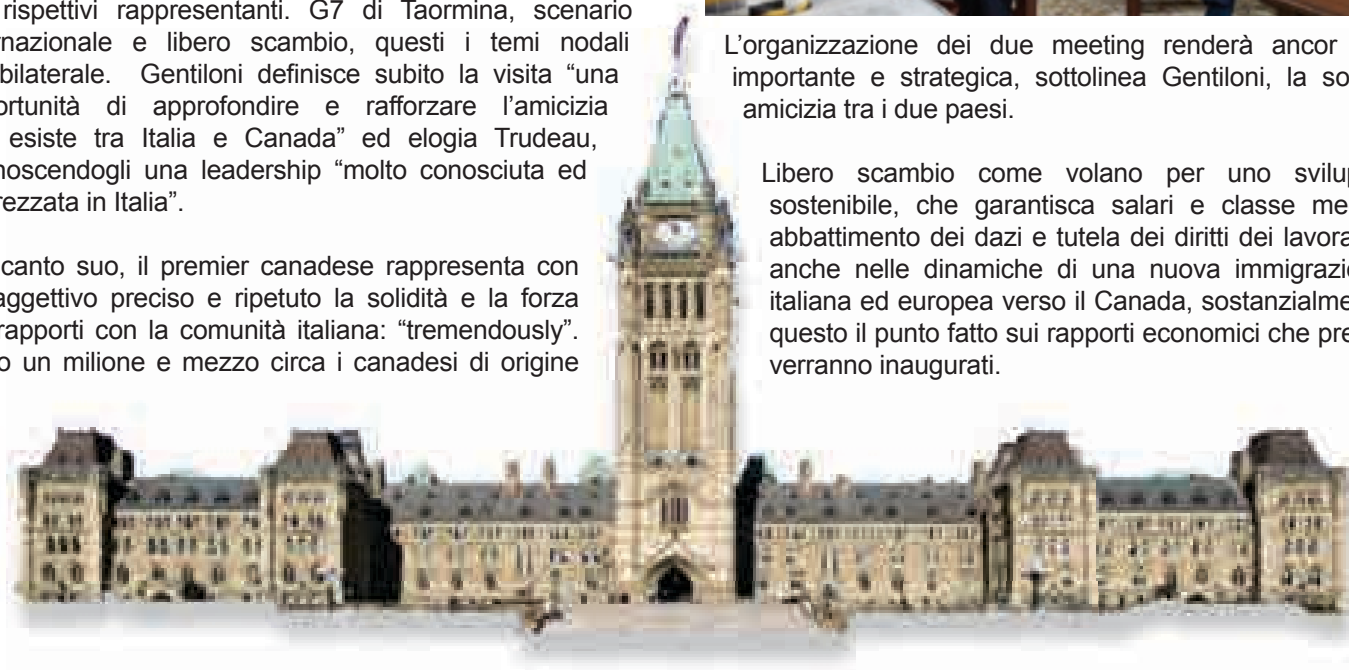 rispettivi rappresentanti. G7 di Taormina, scenario
rnazionale e libero scambio, questi i temi nodali
bilaterale. Gentiloni definisce subito la visita “una
ortunità di approfondire e rafforzare l’amicizia
esiste tra Italia e Canada” ed elogia Trudeau,
noscendogli una leadership “molto conosciuta ed
rezzata in Italia”.
canto suo, il premier canadese rappresenta con
aggettivo preciso e ripetuto la solidità e la forza
rapporti con la comunità italiana: “tremendously”.
o un milione e mezzo circa i canadesi di origine
L’organizzazione dei due meeting renderà ancor
importante e strategica, sottolinea Gentiloni, la so
amicizia tra i due paesi.
Libero scambio come volano per uno svilup
sostenibile, che garantisca salari e classe me
abbattimento dei dazi e tutela dei diritti dei lavora
anche nelle dinamiche di una nuova immigrazio
italiana ed europea verso il Canada, sostanzialme
questo il punto fatto sui rapporti economici che pre
verranno inaugurati.